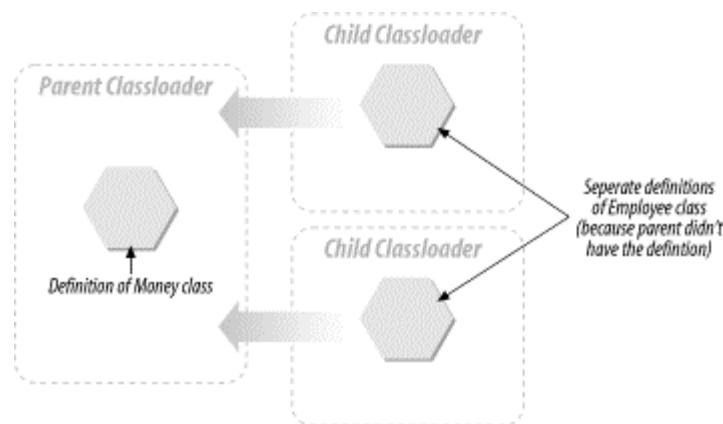 Child Classloader
Parent Classloader
Seperate definitions
of Employee class
(because parent didn't
have the defintion)
Definition of Money class
Child Classloader